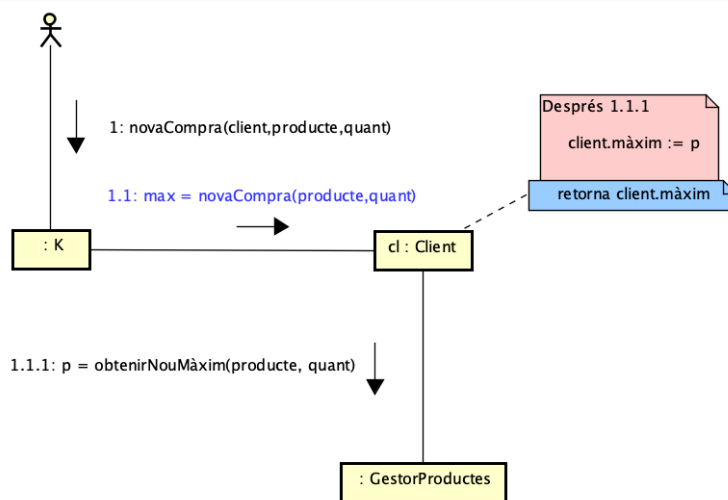 1: novaCompra(client,producte,quant)
Després 1.1.1
client.màxim := p
retorna client.màxim
1.1: max = novaCompra(producte,quant)
: K
cl : Client
1.1.1: p = obtenirNouMàxim(producte, quant)
: GestorProductes